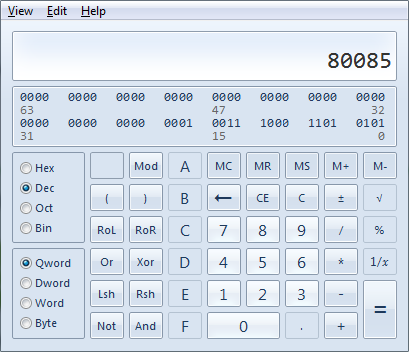 View Edit Help
80085
0000 0000 0000 0000 0000 0000 0000 0000
63 47 32
0000 0000 0000 0001 0011 1000 1101 0101
31 15 0
Hex Mod A MC MR MS M+ M-
Dec ( ) B ← CE C ± √
Oct RoL RoR C 7 8 9 / %
Bin
Qword Or Xor D 4 5 6 * 1/x
Dword Lsh Rsh E 1 2 3 - =
Word
Byte Not And F 0 . +